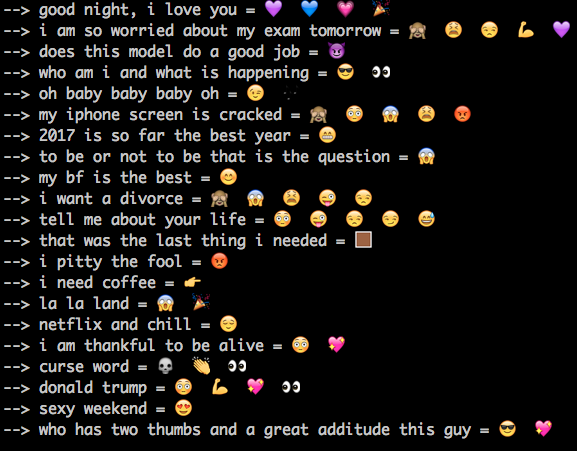 --> good night, i love you = 💜 💙 💗 🎉
--> i am so worried about my exam tomorrow = 🙈 😫 😒 💪 💜
--> does this model do a good job = 😈
--> who am i and what is happening = 😎 👀
--> oh baby baby baby oh = 😉
--> my iphone screen is cracked = 🙈 😳 😱 😫 😡
--> 2017 is so far the best year = 😁
--> to be or not to be that is the question = 😱
--> my bf is the best = 😊
--> i want a divorce = 🙈 😱 😫 😜 😒
--> tell me about your life = 😳 😜 😒 😏 😅
--> that was the last thing i needed = 🏾
--> i pitty the fool = 😡
--> i need coffee = 👉
--> la la land = 😱 🎉
--> netflix and chill = 😌
--> i am thankful to be alive = 😳 💖
--> curse word = 💀 👏 👀
--> donald trump = 😳 💪 💖 👀
--> sexy weekend = 😍
--> who has two thumbs and a great additude this guy = 😎 💖